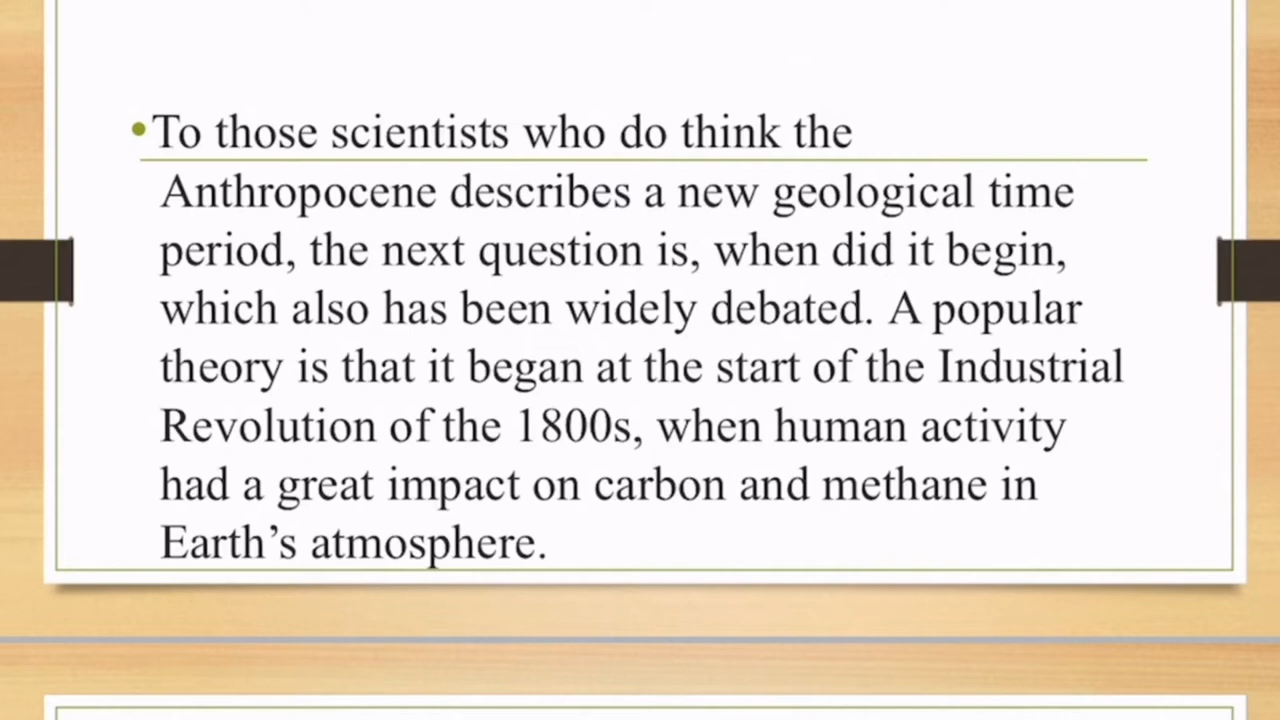 •To those scientists who do think the
Anthropocene describes a new geological time
period, the next question is, when did it begin,
which also has been widely debated. A popular
theory is that it began at the start of the Industrial
Revolution of the 1800s, when human activity
had a great impact on carbon and methane in
Earth’s atmosphere.